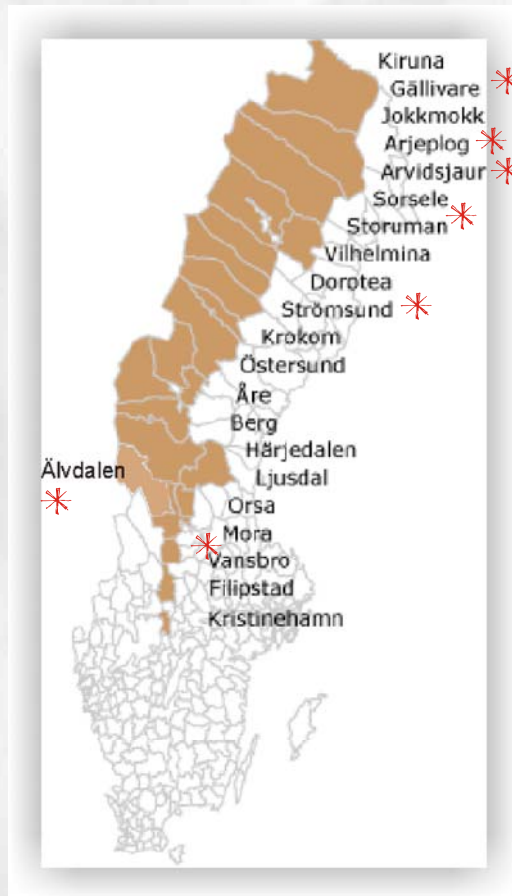 Kiruna
Gällivare
Jokkmokk
Arjeplog
Arvidsjaur
Sorsele
Storuman
Vilhelmina
Dorotea
Strömsund
Krokom
Östersund
Åre
Berg
Härjedalen
Älvdalen
Ljusdal
Orsa
Mora
Vansbro
Filipstad
Kristinehamn